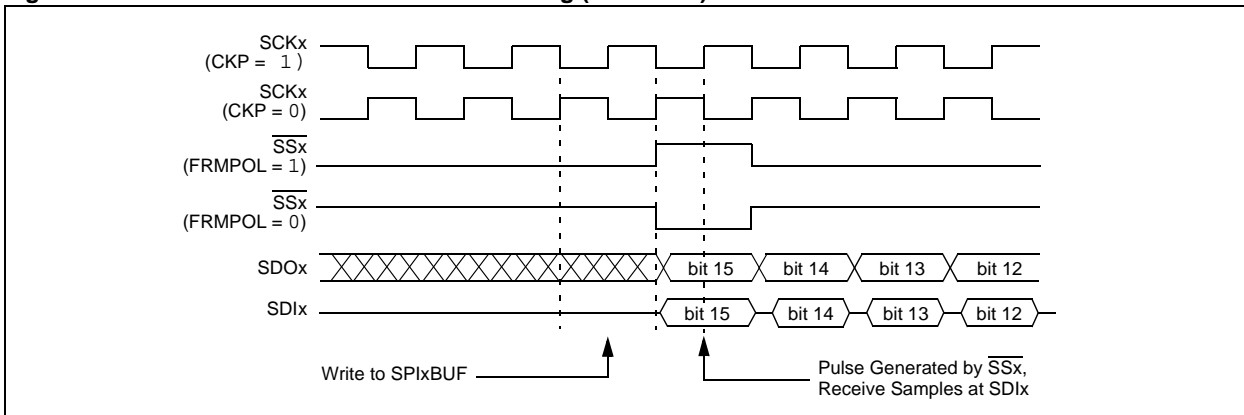 SCKx
(CKP = 1)
SCKx
(CKP = 0)
SSx
(FRMPOL = 1)
SSx
(FRMPOL = 0)
SDOx bit 15 bit 14 bit 13 bit 12
SDIx bit 15 bit 14 bit 13 bit 12
Write to SPIxBUF
Pulse Generated by SSx,
Receive Samples at SDIx